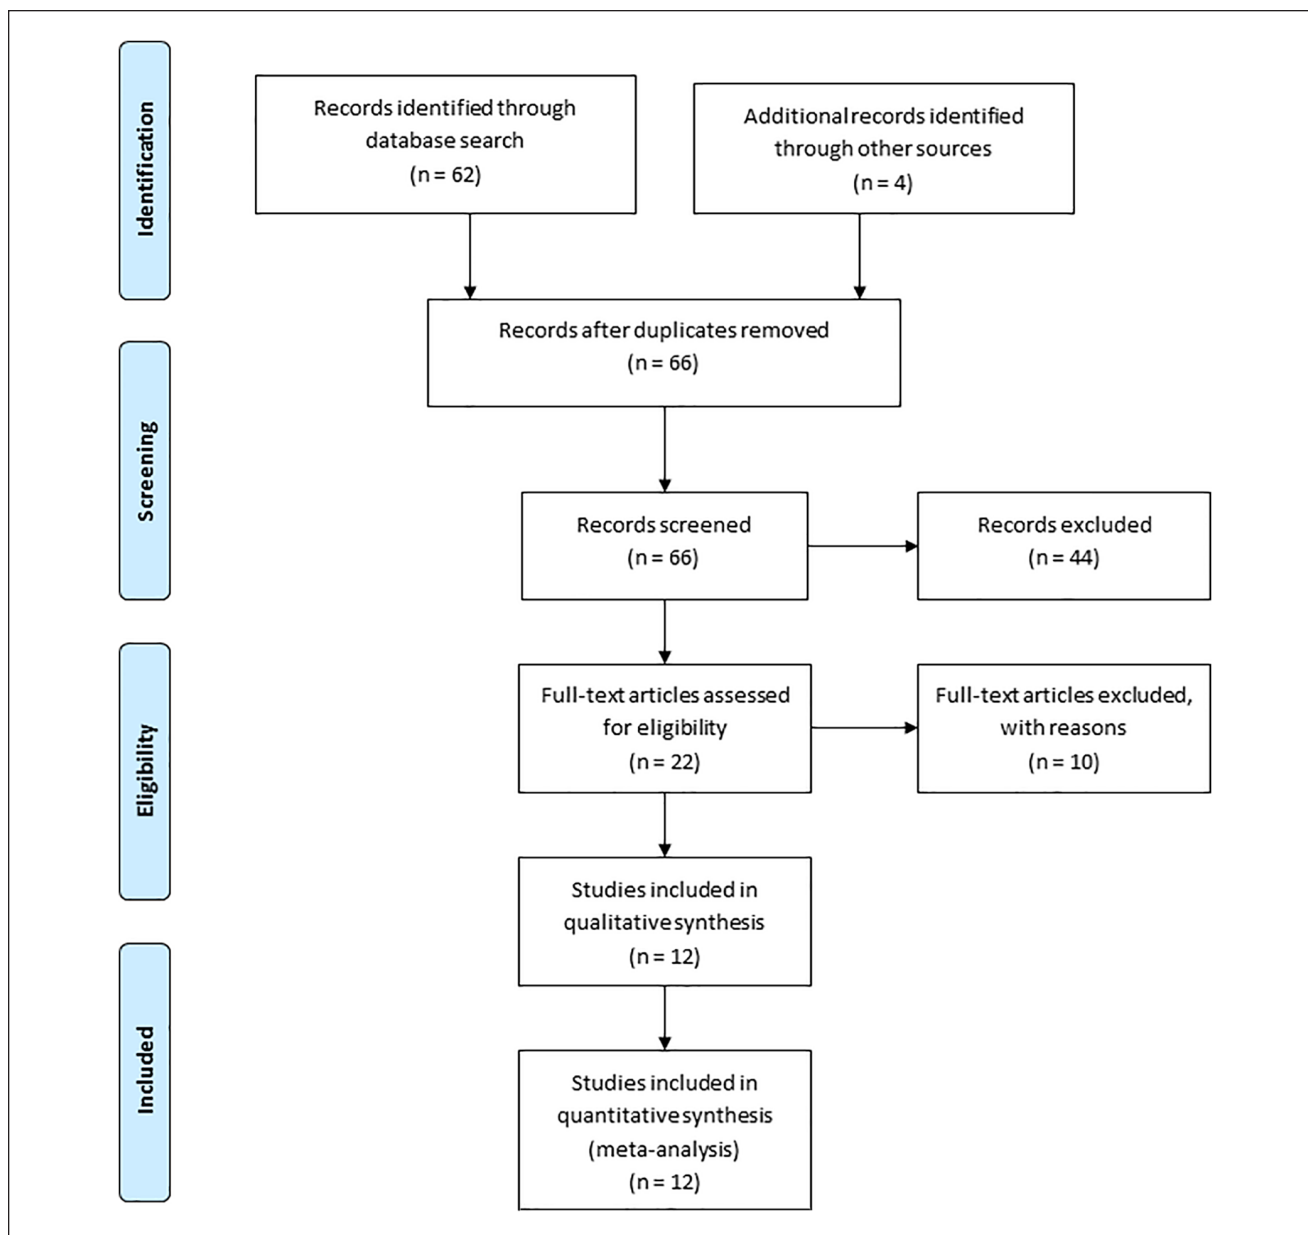 Identification
Records identified through
database search
(n = 62)
Additional records identified
through other sources
(n = 4)
Records after duplicates removed
(n = 66)
Screening
Records screened
(n = 66)
Records excluded
(n = 44)
Eligibility
Full-text articles assessed
for eligibility
(n = 22)
Full-text articles excluded,
with reasons
(n = 10)
Studies included in
qualitative synthesis
(n = 12)
Included
Studies included in
quantitative synthesis
(meta-analysis)
(n = 12)